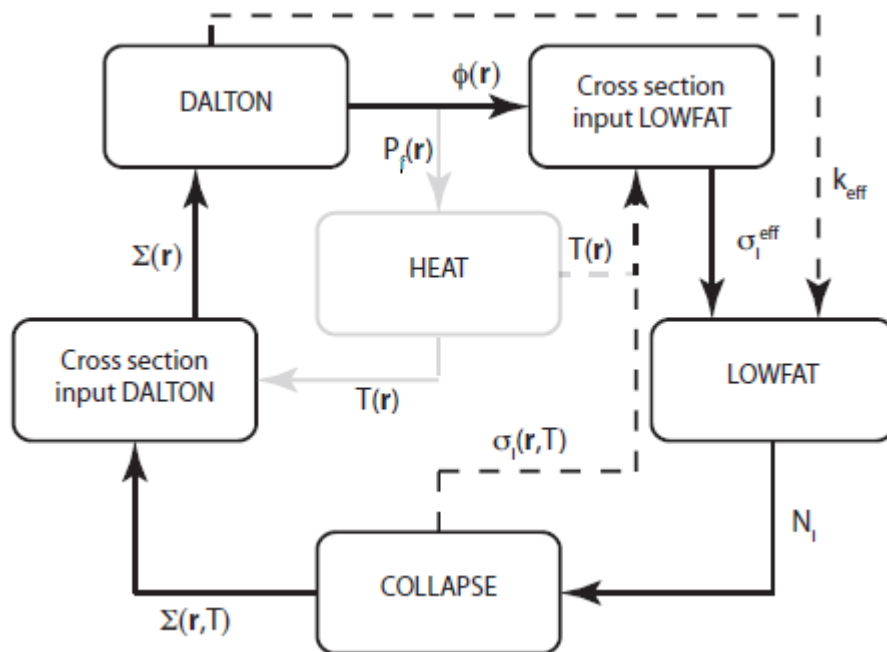 DALTON
ϕ(r)
Cross section
input LOWFAT
P_f(r)
k_eff
Σ(r)
HEAT
T(r)
σ_I^eff
Cross section
input DALTON
LOWFAT
T(r)
σ_I(r,T)
N_I
COLLAPSE
Σ(r,T)